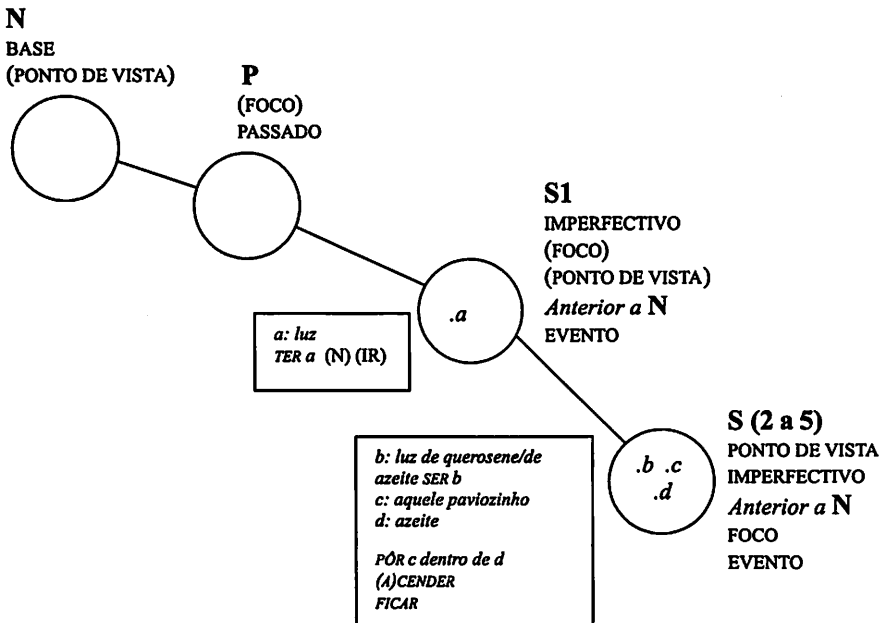 N
BASE
(PONTO DE VISTA)
P
(FOCO)
PASSADO
S1
IMPERFECTIVO
(FOCO)
(PONTO DE VISTA)
Anterior a N
EVENTO
.a
a: luz
TER a (N) (IR)
S (2 a 5)
PONTO DE VISTA
IMPERFECTIVO
Anterior a N
FOCO
EVENTO
.b .c
.d
b: luz de querosene/de
azeite SER b
c: aquele paviozinho
d: azeite
PÔR c dentro de d
(A)CENDER
FICAR